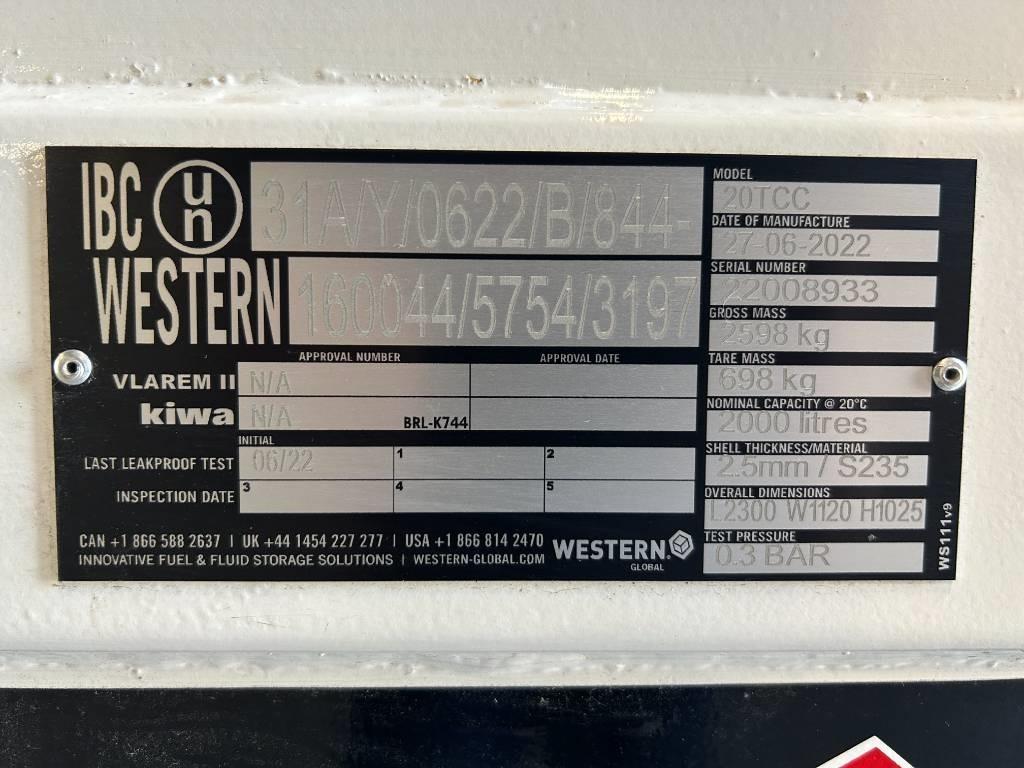 IBC un 31A/Y/0622/B/844-
WESTERN 160044/5754/3197
APPROVAL NUMBER APPROVAL DATE
VLAREM II N/A
kiwa N/A BRL-K744
INITIAL
LAST LEAKPROOF TEST 06/22 1 2
INSPECTION DATE 3 4 5
CAN +1 866 588 2637 | UK +44 1454 227 277 | USA +1 866 814 2470
INNOVATIVE FUEL & FLUID STORAGE SOLUTIONS | WESTERN-GLOBAL.COM
WESTERN
GLOBAL
MODEL
20TCC
DATE OF MANUFACTURE
27-06-2022
SERIAL NUMBER
22008933
GROSS MASS
2598 kg
TARE MASS
698 kg
NOMINAL CAPACITY @ 20°C
2000 litres
SHELL THICKNESS/MATERIAL
2.5mm / S235
OVERALL DIMENSIONS
L2300 W1120 H1025
TEST PRESSURE
0.3 BAR
WS111v9